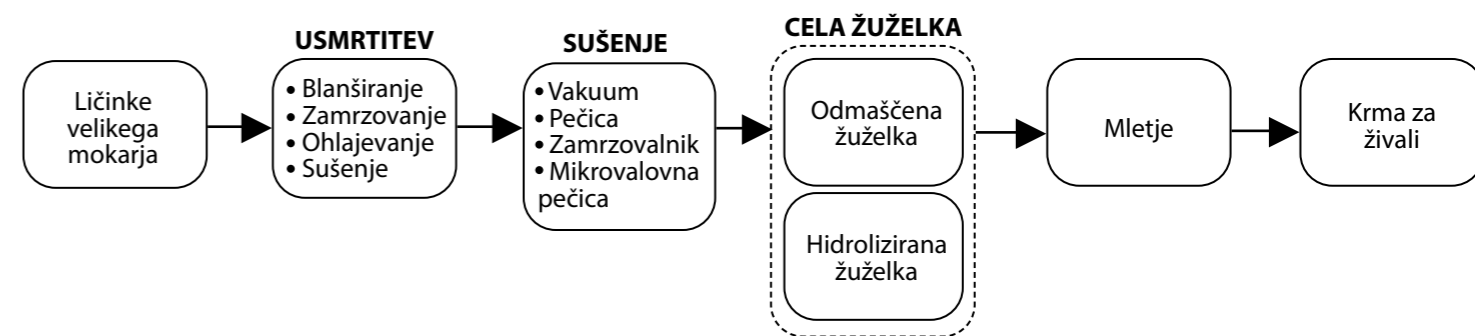 Ličinke
velikega
mokarja
USMRTITEV
• Blanširanje
• Zamrzovanje
• Ohlajevanje
• Sušenje
SUŠENJE
• Vakuum
• Pečica
• Zamrzovalnik
• Mikrovalovna
pečica
CELA ŽUŽELKA
Odmaščena
žuželka
Hidrolizirana
žuželka
Mletje
Krma za
živali